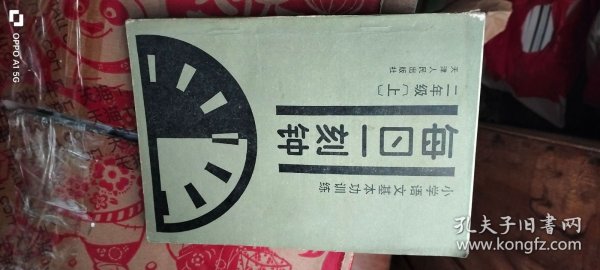 小学语文基本功训练
每日一刻钟
二年级〔上〕
天津人民出版社
OPPO A1 5G
孔夫子旧书网
www.kongfz.com